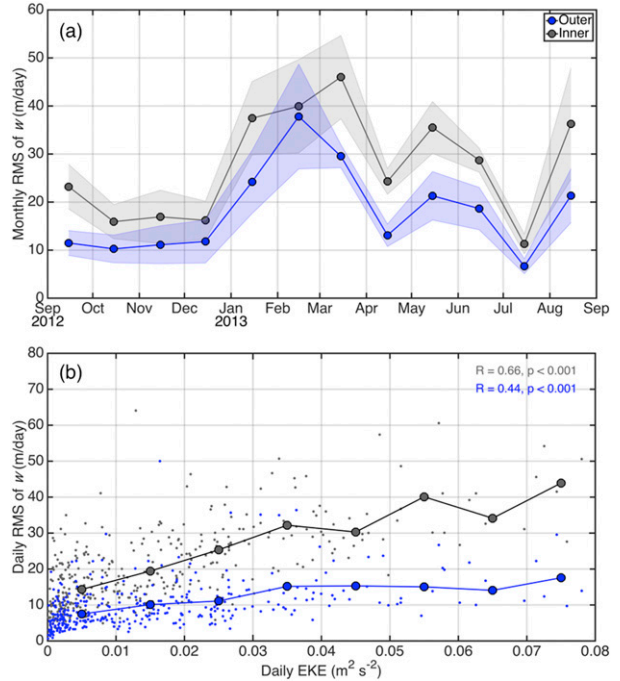 (a)
Outer
Inner
Monthly RMS of w (m/day)
60
50
40
30
20
10
0
Sep Oct Nov Dec Jan Feb Mar Apr May Jun Jul Aug Sep
2012 2013
(b)
R = 0.66, p < 0.001
R = 0.44, p < 0.001
Daily RMS of w (m/day)
80
70
60
50
40
30
20
10
0
0 0.01 0.02 0.03 0.04 0.05 0.06 0.07 0.08
Daily EKE (m² s⁻²)